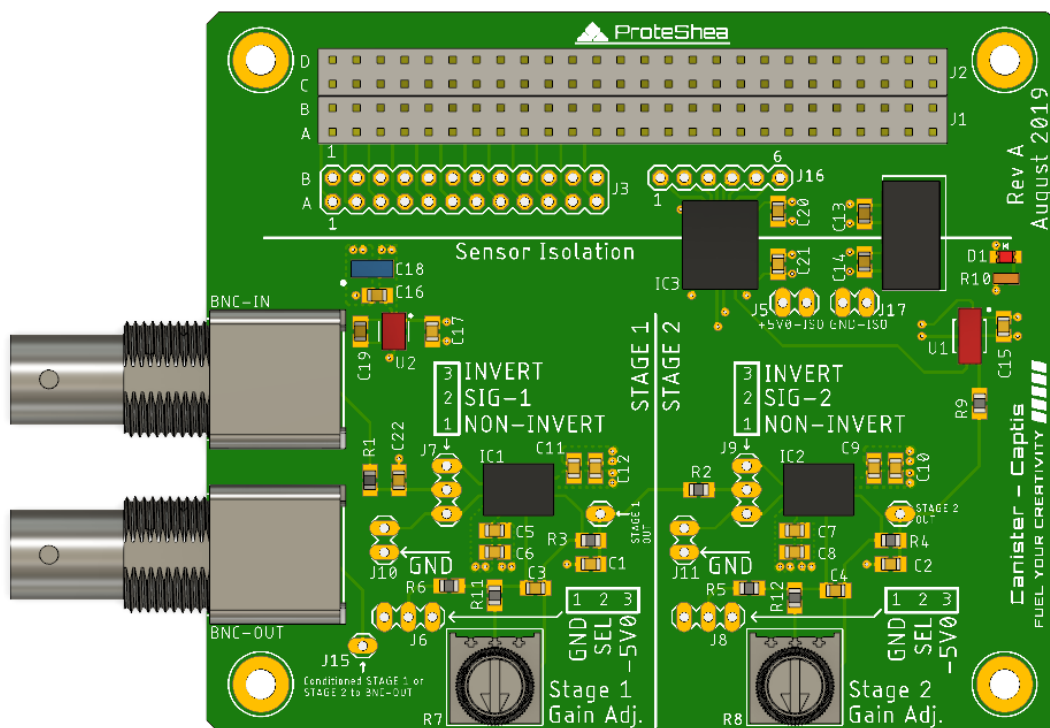 ProteShea
D
C
J2
B
A
J1
1
6
B
A
J3
1
1
J16
Rev A
August 2019
C20
C13
Sensor Isolation
C21
C14
IC3
D1
R10
C18
C16
BNC-IN
J5
J17
+5V0-ISO
GND-ISO
C19
U2
C17
U1
C15
STAGE 1
STAGE 2
3 INVERT
2 SIG-1
1 NON-INVERT
3 INVERT
2 SIG-2
1 NON-INVERT
R9
R1
C22
J7
IC1
C11
C12
R2
J9
IC2
C9
C10
STAGE 1
OUT
STAGE 2
OUT
C5
C6
R3
C1
J10
GND
C7
C8
R4
C2
J11
GND
R6
R11
C3
R5
R12
C4
1 2 3
GND
SEL
-5V0
1 2 3
GND
SEL
-5V0
J6
J8
BNC-OUT
J15
Conditioned STAGE 1 or
STAGE 2 to BNC-OUT
R7
Stage 1
Gain Adj.
R8
Stage 2
Gain Adj.
Canister - Captis
FUEL YOUR CREATIVITY